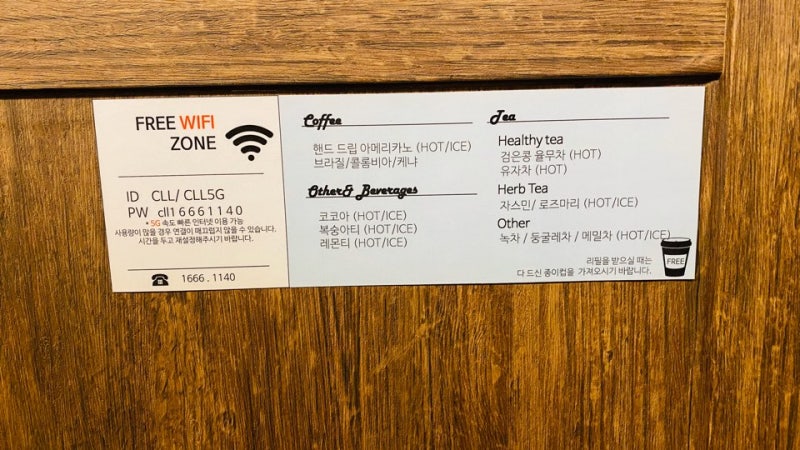 FREE WIFI
ZONE
ID CLL/ CLL5G
PW cll16661140
* 5G 속도 빠른 인터넷 이용 가능
사용량이 많을 경우 연결이 매끄럽지 않을 수 있습니다.
시간을 두고 재설정해주시기 바랍니다.
☎ 1666.1140
Coffee
핸드 드립 아메리카노 (HOT/ICE)
브라질/콜롬비아/케냐
Other& Beverages
코코아 (HOT/ICE)
복숭아티 (HOT/ICE)
레몬티 (HOT/ICE)
Tea
Healthy tea
검은콩 율무차 (HOT)
유자차 (HOT)
Herb Tea
자스민/ 로즈마리 (HOT/ICE)
Other
녹차 / 둥굴레차 / 메밀차 (HOT/ICE)
리필을 받으실 때는
다 드신 종이컵을 가져오시기 바랍니다.
FREE